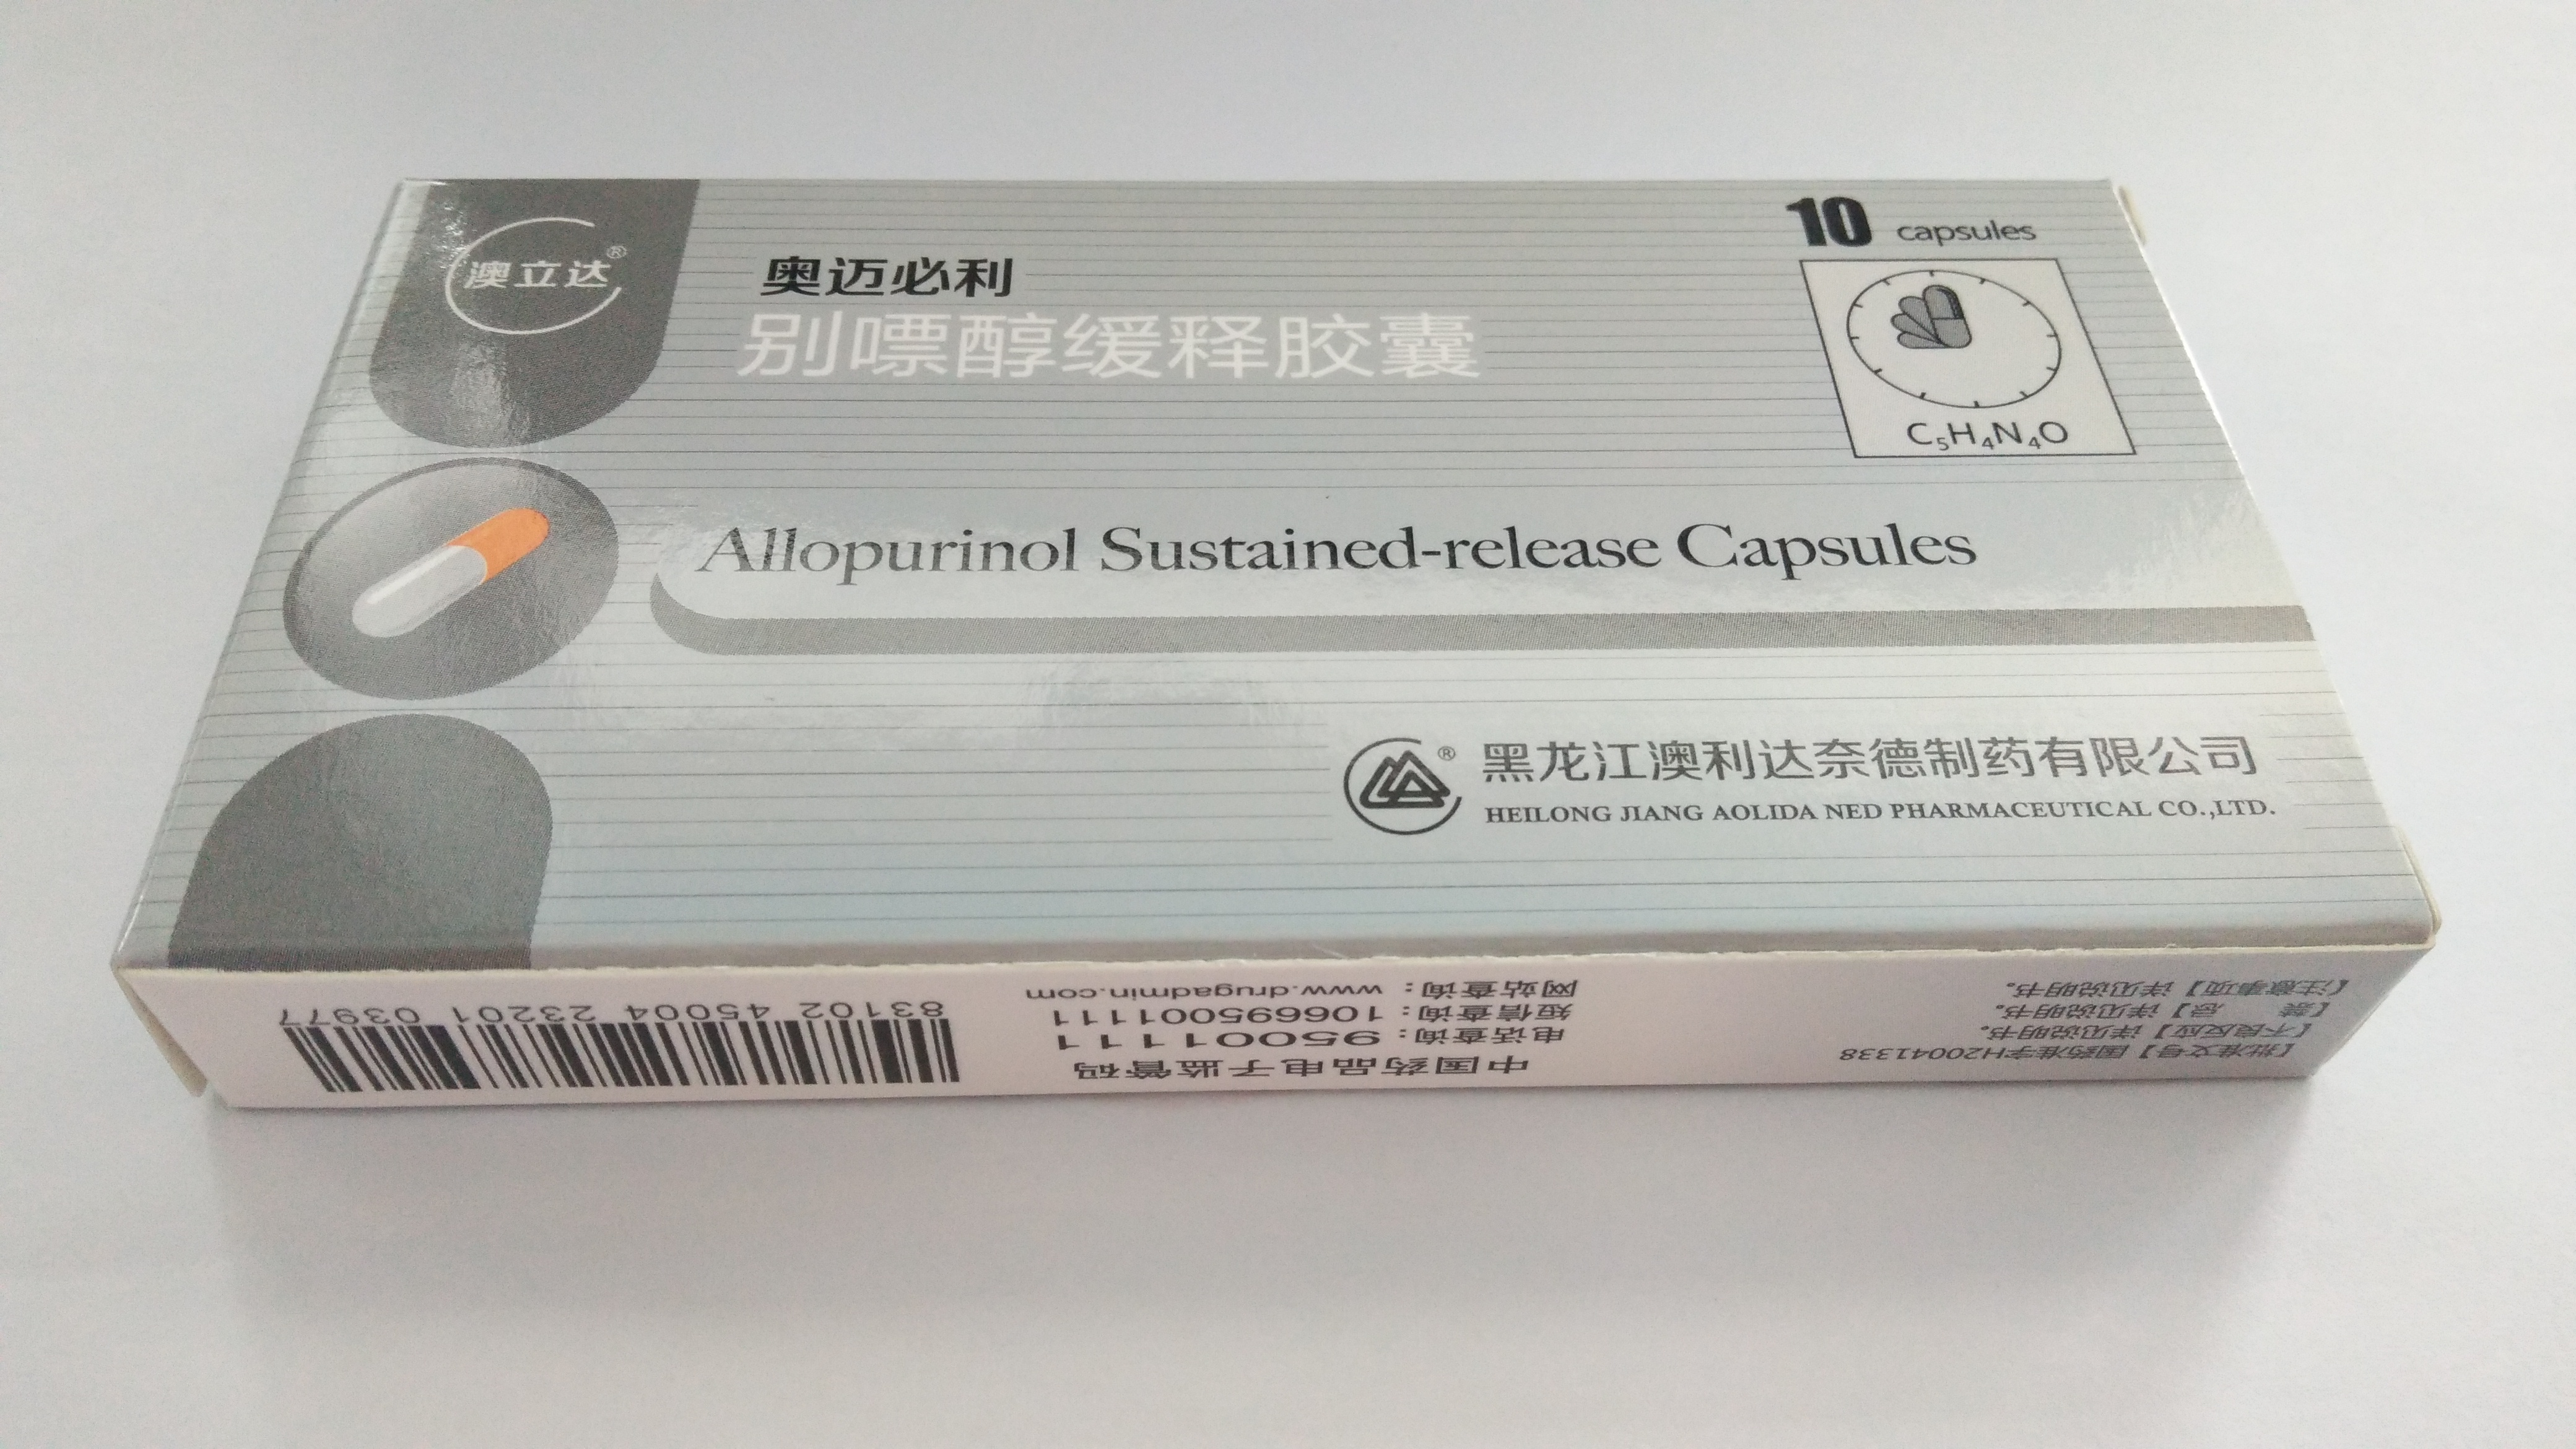 澳立达®
奥迈必利
别嘌醇缓释胶囊
10 capsules
C₅H₄N₄O
Allopurinol Sustained-release Capsules
® 黑龙江澳利达奈德制药有限公司
HEILONG JIANG AOLIDA NED PHARMACEUTICAL CO.,LTD.
【批准文号】国药准字H20041338
【不良反应】详见说明书。
【禁 忌】详见说明书。
【注意事项】详见说明书。
中国药品电子监管码
电话查询：95001111
短信查询：106695001111
网站查询：www.drugadmin.com
83102 45004 23201 03977